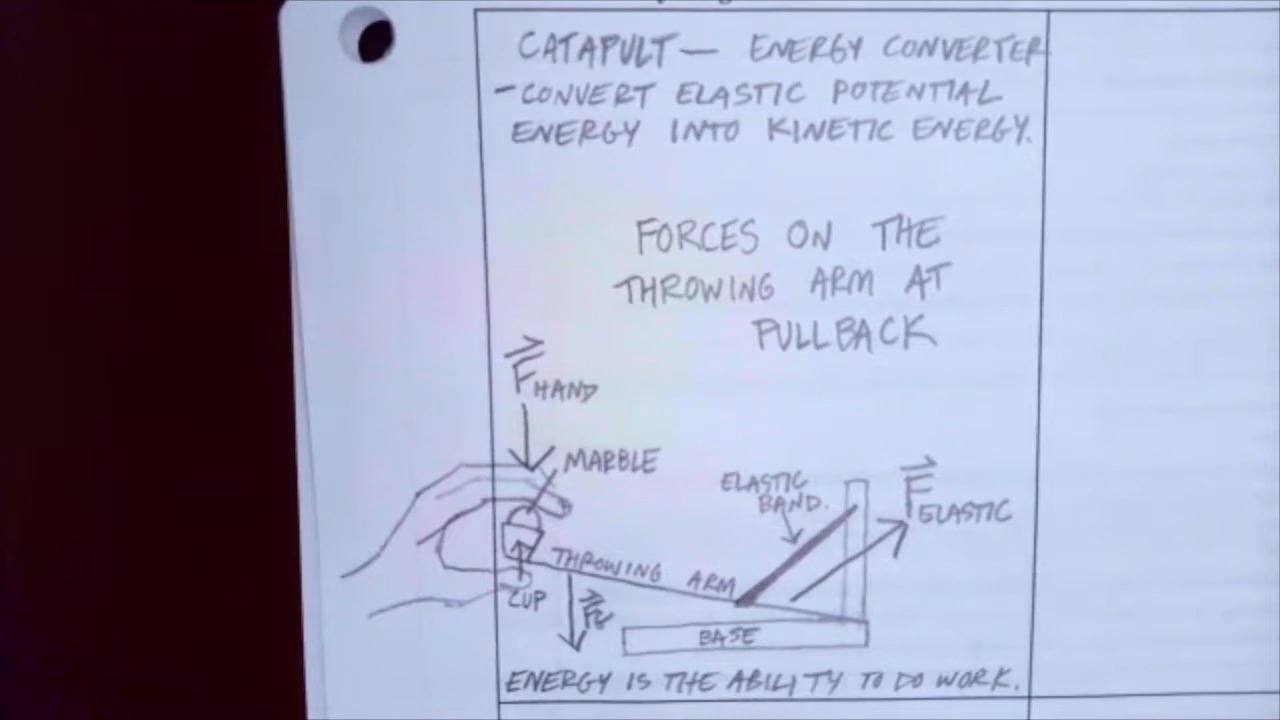 CATAPULT — ENERGY CONVERTER
- CONVERT ELASTIC POTENTIAL
ENERGY INTO KINETIC ENERGY.
FORCES ON THE
THROWING ARM AT
PULLBACK
F HAND
MARBLE
ELASTIC
BAND.
F ELASTIC
THROWING ARM
CUP
BASE
ENERGY IS THE ABILITY TO DO WORK.